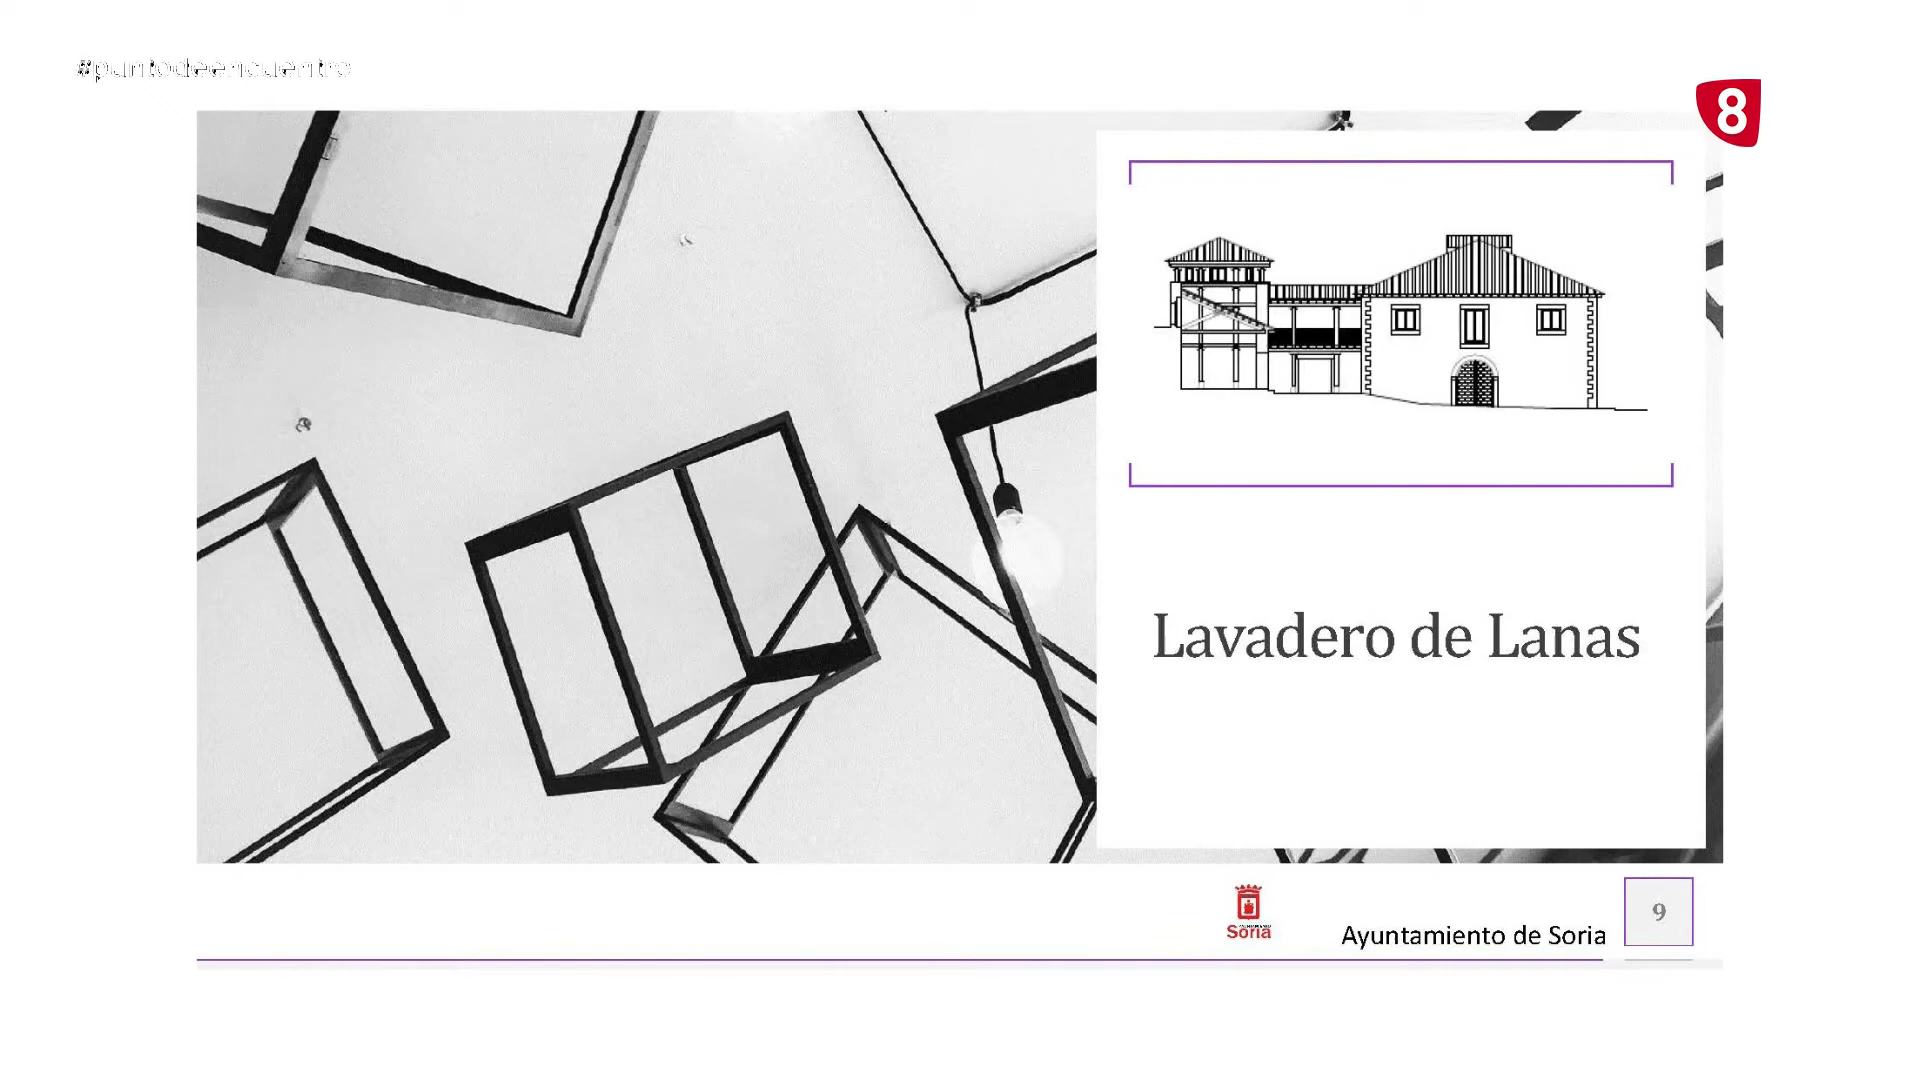 #puntodeencuentro
8
Lavadero de Lanas
Soria
Ayuntamiento de Soria
9